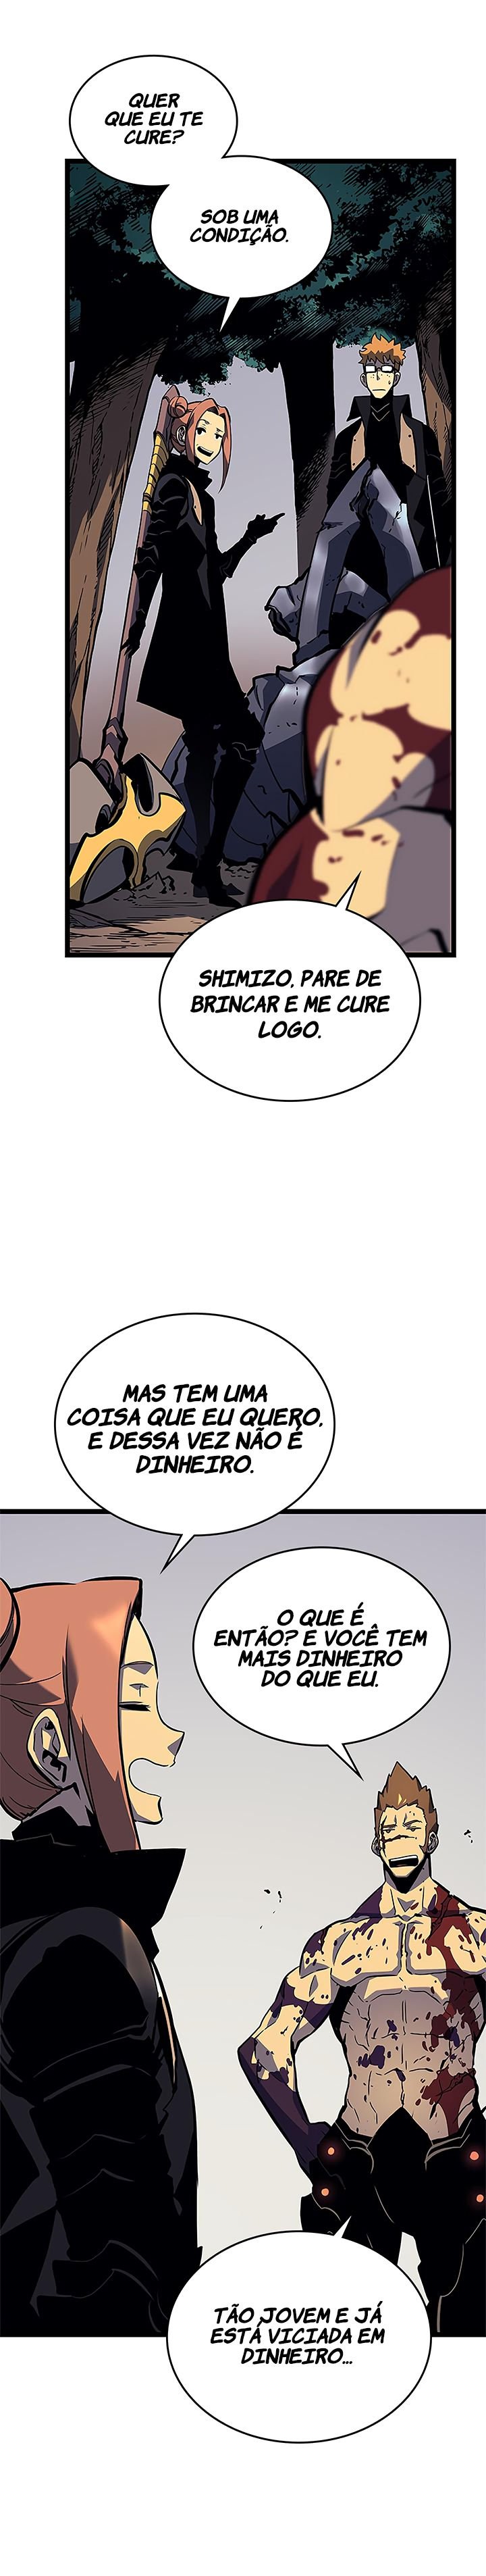 QUER
QUE EU TE
CURE?
SOB UMA
CONDIÇÃO.
SHIMIZO, PARE DE
BRINCAR E ME CURE
LOGO.
MAS TEM UMA
COISA QUE EU QUERO,
E DESSA VEZ NÃO É
DINHEIRO.
O QUE É
ENTÃO? E VOCÊ TEM
MAIS DINHEIRO
DO QUE EU.
TÃO JOVEM E JÁ
ESTÁ VICIADA EM
DINHEIRO...